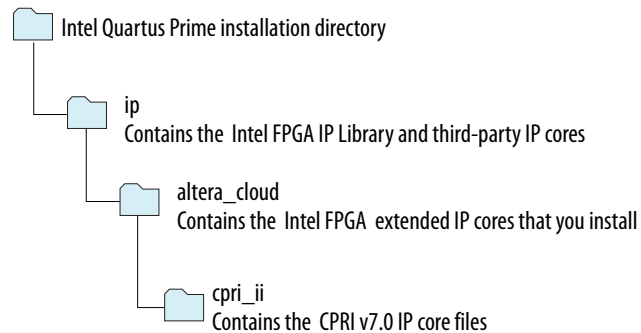 Intel Quartus Prime installation directory
ip
Contains the Intel FPGA IP Library and third-party IP cores
altera_cloud
Contains the Intel FPGA extended IP cores that you install
cpri_ii
Contains the CPRI v7.0 IP core files